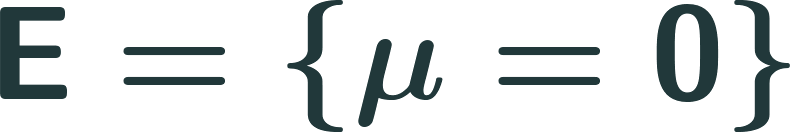 E = {μ = 0}